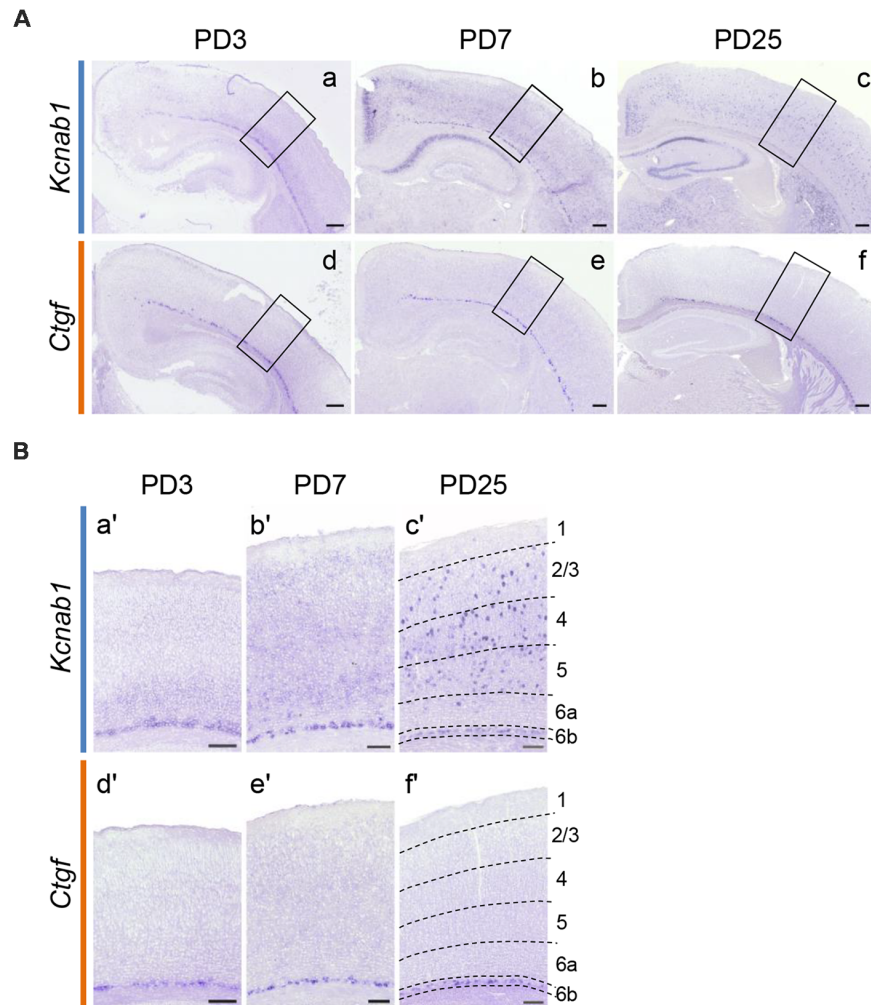 A
PD3 PD7 PD25
Kcnab1
a b c
Ctgf
d e f
B
PD3 PD7 PD25
Kcnab1
a' b' c'
1
2/3
4
5
6a
6b
Ctgf
d' e' f'
1
2/3
4
5
6a
6b